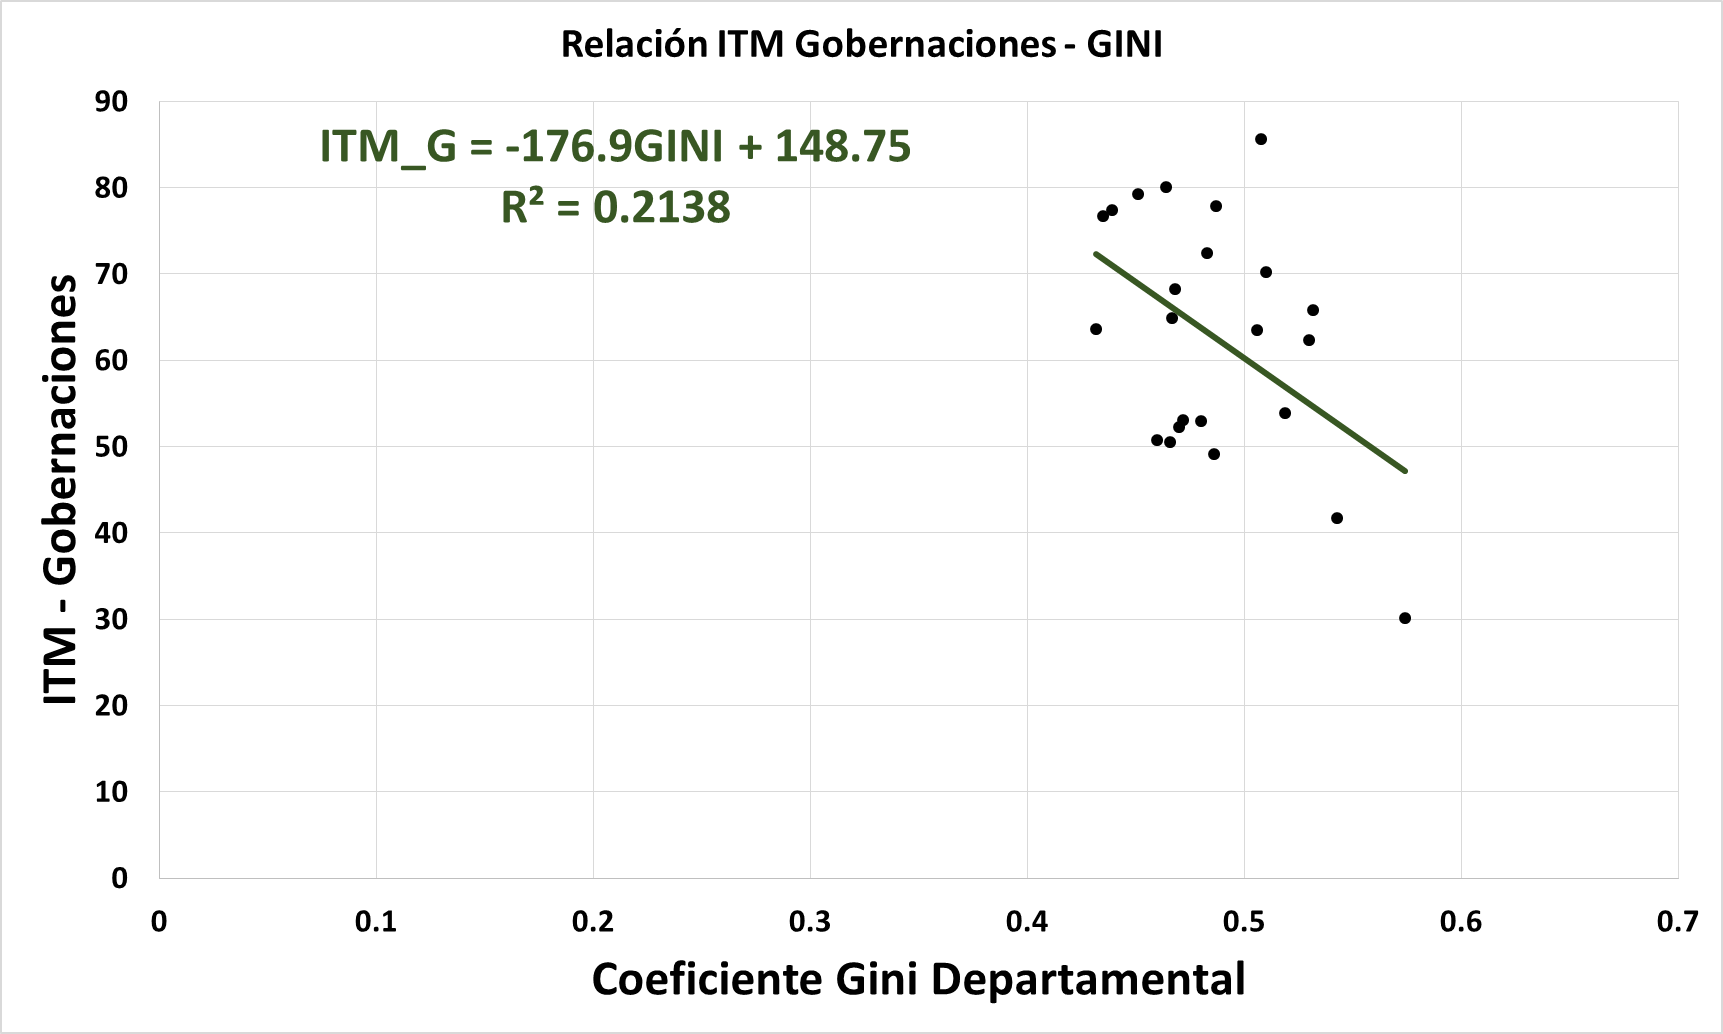 Relación ITM Gobernaciones - GINI
ITM_G = -176.9GINI + 148.75
R² = 0.2138
ITM - Gobernaciones
90
80
70
60
50
40
30
20
10
0
0 0.1 0.2 0.3 0.4 0.5 0.6 0.7
Coeficiente Gini Departamental